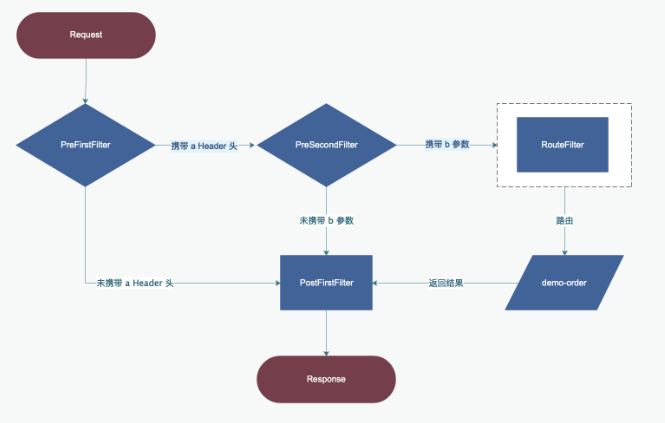 Request
PreFirstFilter
携带 a Header 头
PreSecondFilter
携带 b 参数
RouteFilter
未携带 b 参数
路由
未携带 a Header 头
PostFirstFilter
返回结果
demo-order
Response